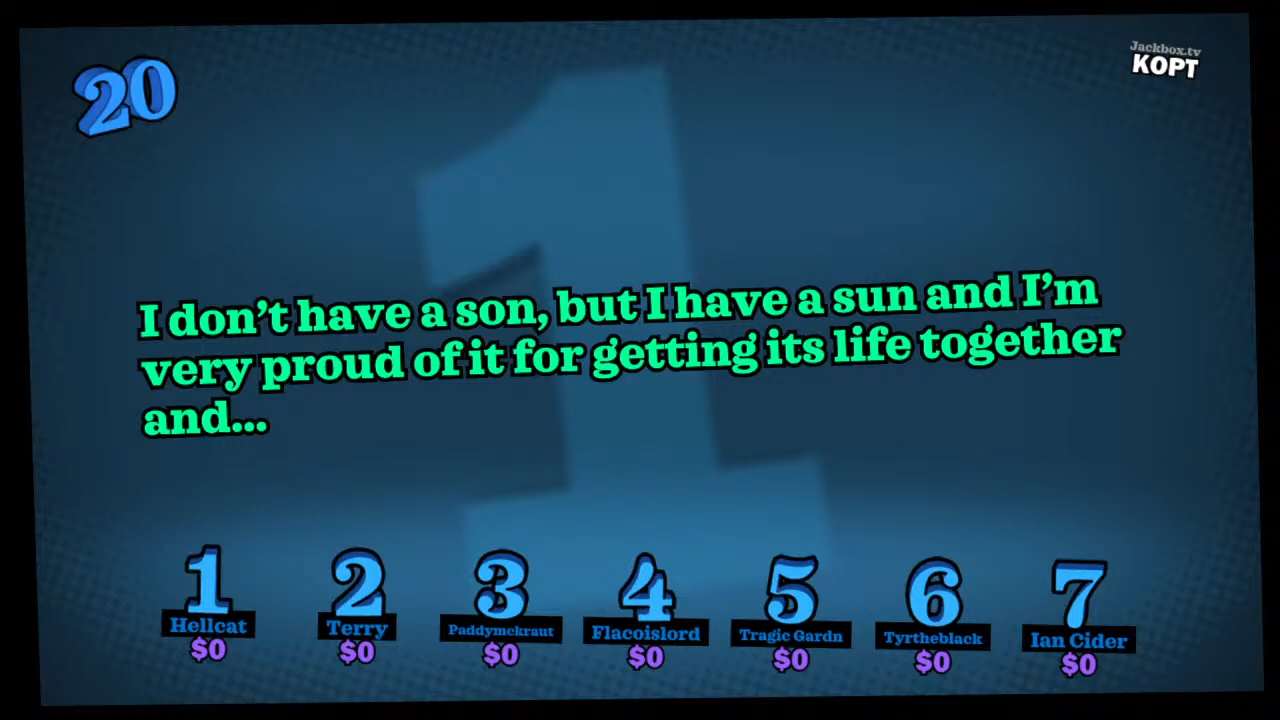 20
Jackbox.tv
KOPT
I don't have a son, but I have a sun and I'm
very proud of it for getting its life together
and...
1 2 3 4 5 6 7
Hellcat Terry Paddymckraut Flacoislord Tragic Gardn Tyrtheblack Ian Cider
$0 $0 $0 $0 $0 $0 $0